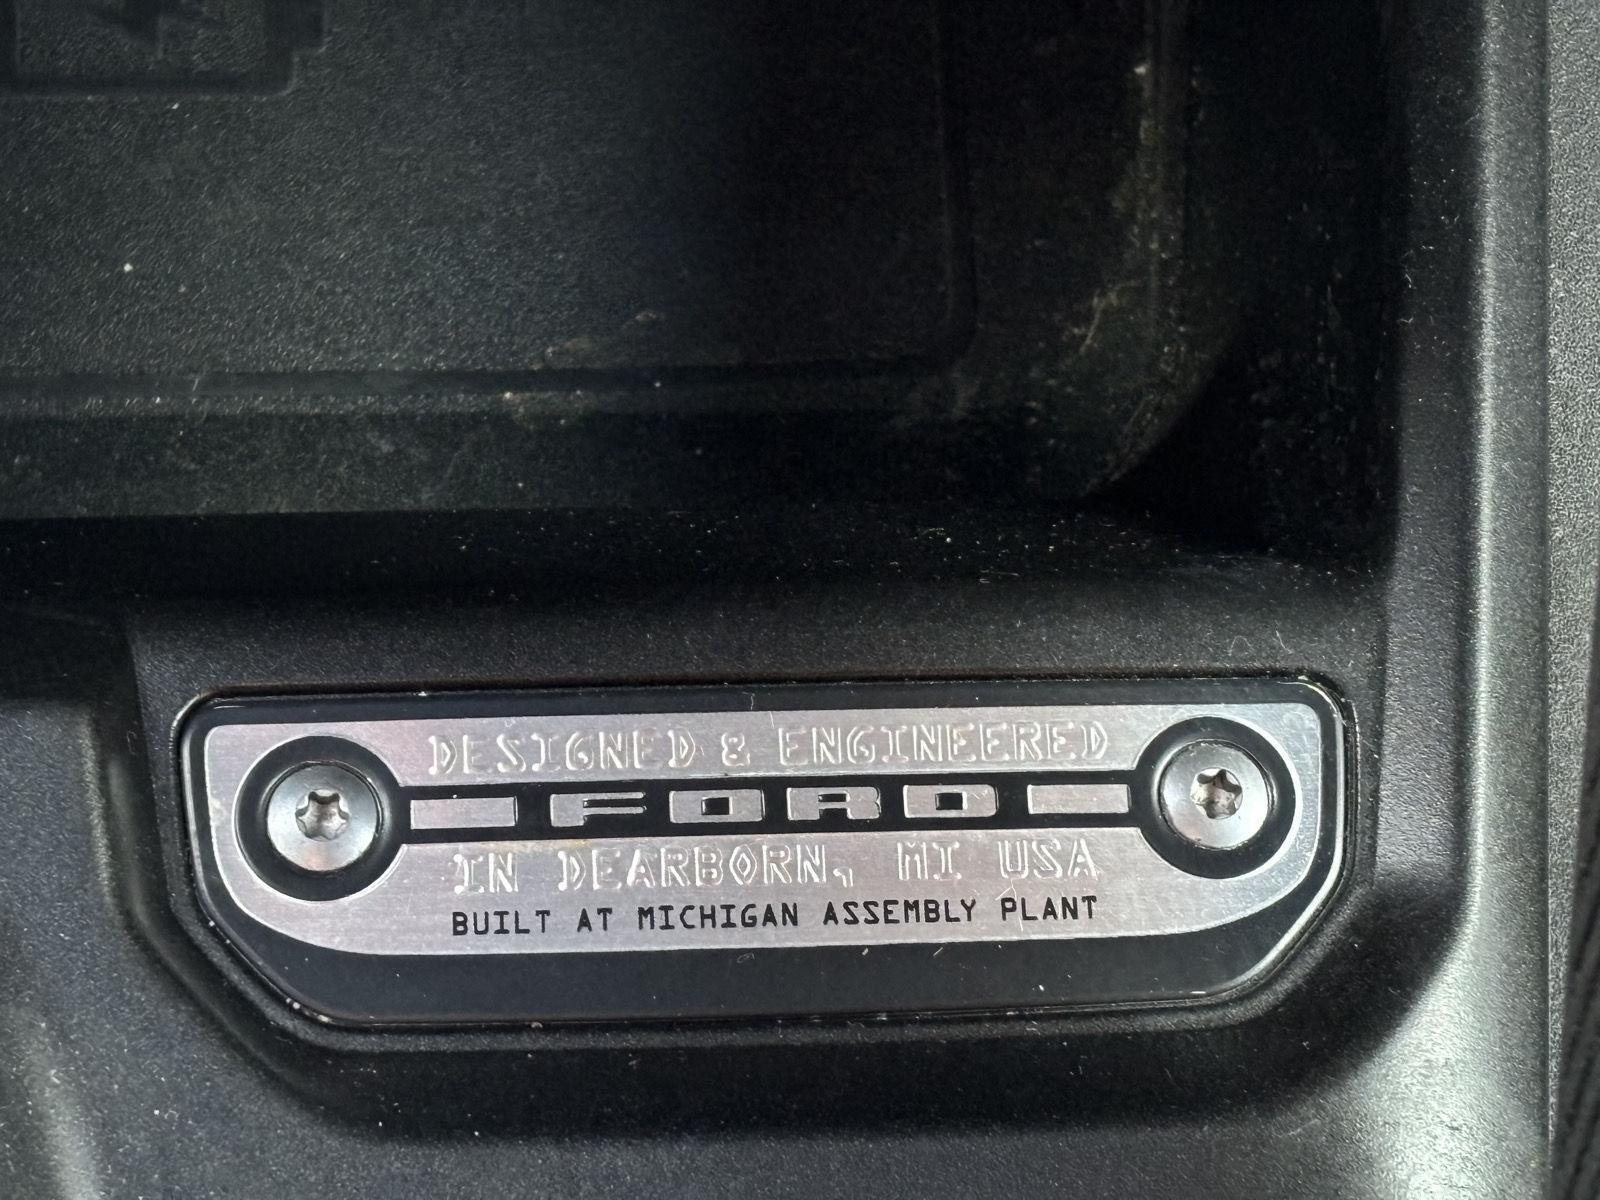 DESIGNED & ENGINEERED
FORD
IN DEARBORN, MI USA
BUILT AT MICHIGAN ASSEMBLY PLANT